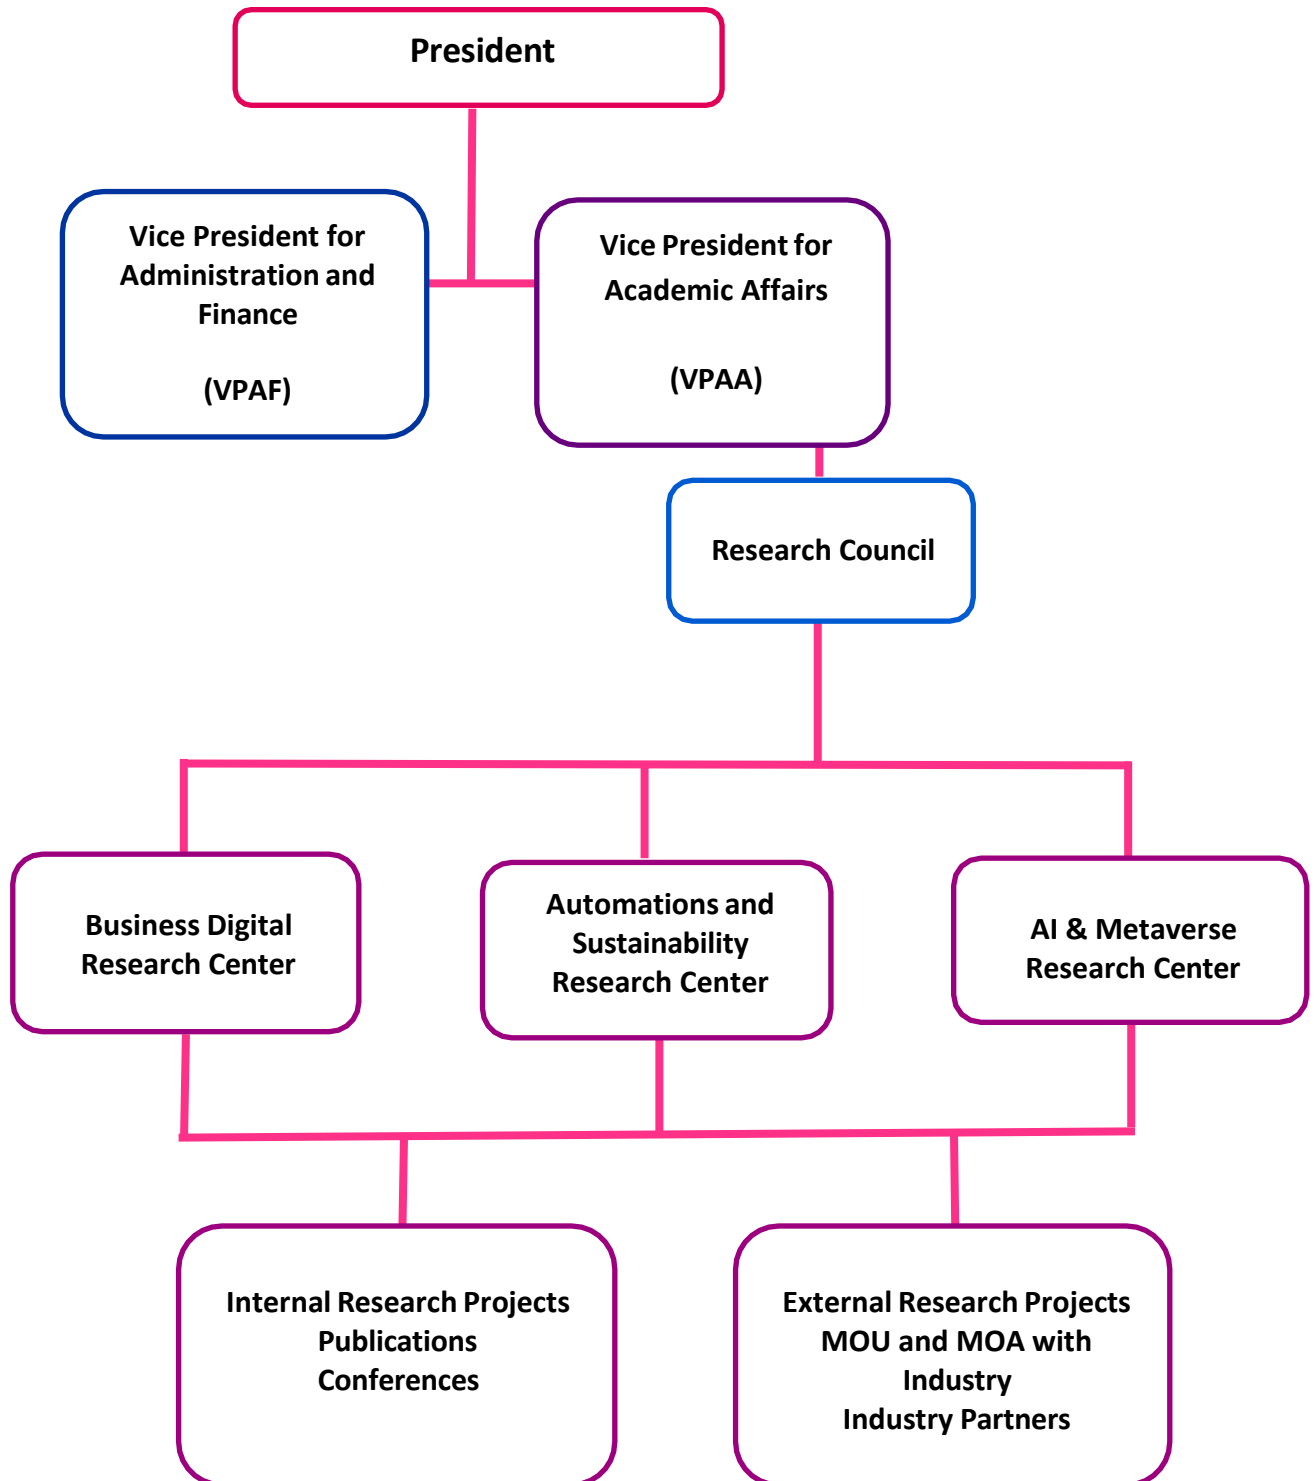 President
Vice President for
Administration and
Finance
(VPAF)
Vice President for
Academic Affairs
(VPAA)
Research Council
Business Digital
Research Center
Automations and
Sustainability
Research Center
AI & Metaverse
Research Center
Internal Research Projects
Publications
Conferences
External Research Projects
MOU and MOA with
Industry
Industry Partners